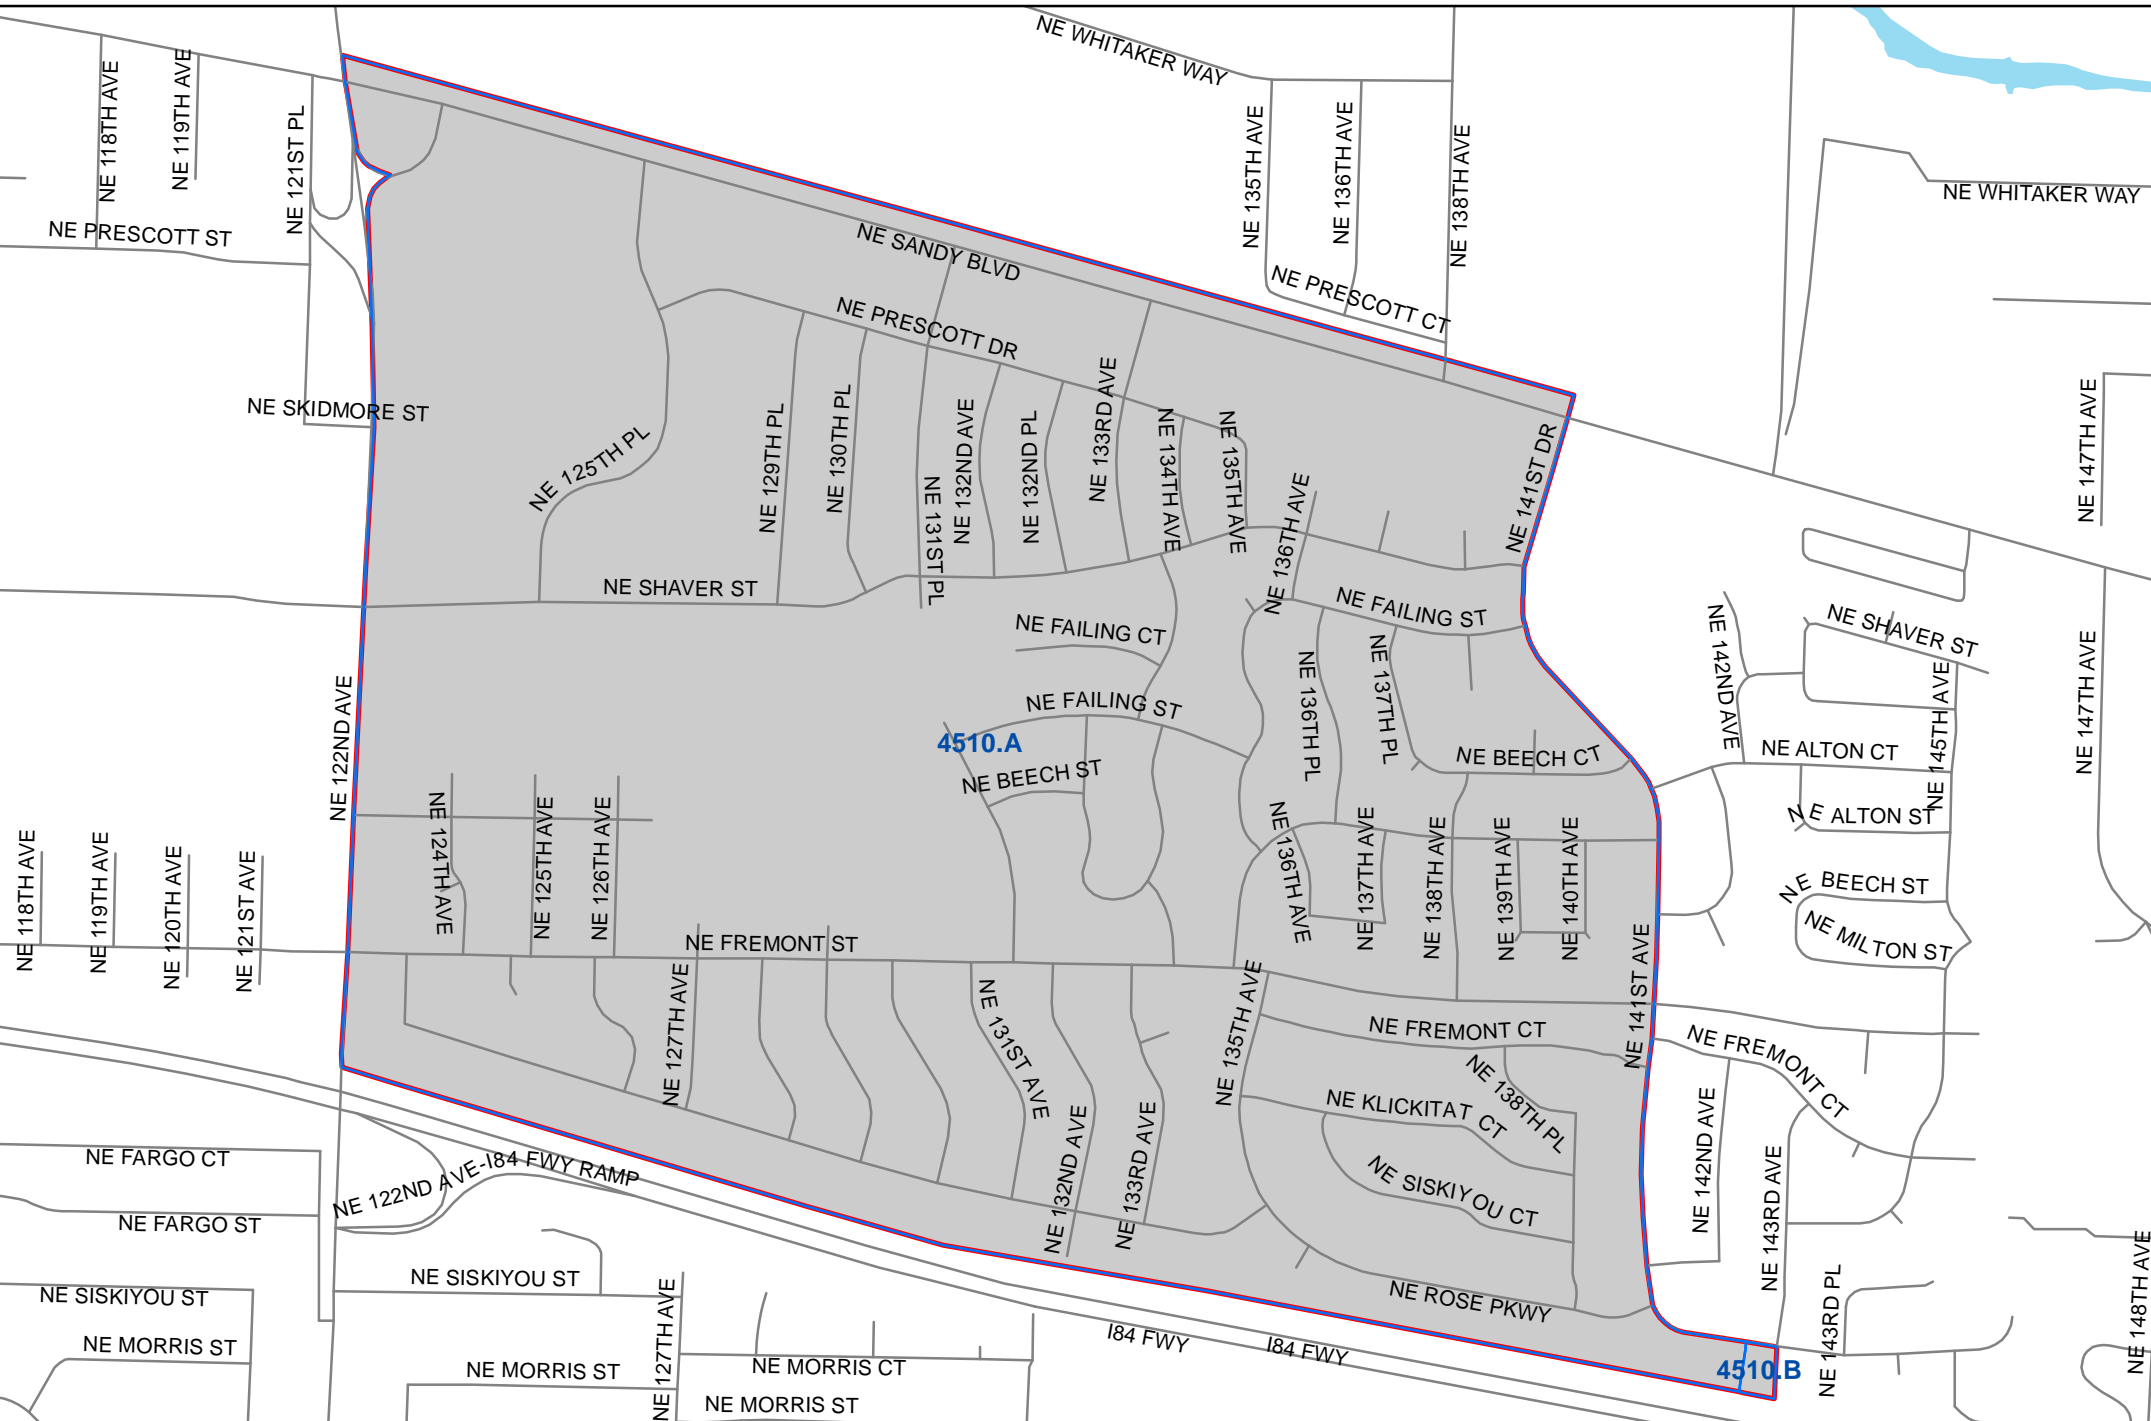 NE WHITAKER WAY
NE 118TH AVE
NE 119TH AVE
NE 121ST PL
NE PRESCOTT ST
NE 135TH AVE
NE 136TH AVE
NE 138TH AVE
NE WHITAKER WAY
NE SANDY BLVD
NE PRESCOTT CT
NE PRESCOTT DR
NE SKIDMORE ST
NE 125TH PL
NE 129TH PL
NE 130TH PL
NE 131ST PL
NE 132ND AVE
NE 132ND PL
NE 133RD AVE
NE 134TH AVE
NE 135TH AVE
NE 136TH AVE
NE 141ST DR
NE 147TH AVE
NE SHAVER ST
NE FAILING CT
NE FAILING ST
NE FAILING ST
NE SHAVER ST
NE 142ND AVE
NE 145TH AVE
NE 147TH AVE
NE 122ND AVE
4510.A
NE BEECH ST
NE 136TH PL
NE 137TH PL
NE BEECH CT
NE ALTON CT
NE ALTON ST
NE BEECH ST
NE MILTON ST
NE 118TH AVE
NE 119TH AVE
NE 120TH AVE
NE 121ST AVE
NE 124TH AVE
NE 125TH AVE
NE 126TH AVE
NE 136TH AVE
NE 137TH AVE
NE 138TH AVE
NE 139TH AVE
NE 140TH AVE
NE 141ST AVE
NE FREMONT ST
NE 127TH AVE
NE 131ST AVE
NE 132ND AVE
NE 133RD AVE
NE 135TH AVE
NE FREMONT CT
NE FREMONT CT
NE 138TH PL
NE KLICKITAT CT
NE SISKIYOU CT
NE 142ND AVE
NE 143RD AVE
NE FARGO CT
NE FARGO ST
NE 122ND AVE-I84 FWY RAMP
NE SISKIYOU ST
NE SISKIYOU ST
NE MORRIS ST
NE MORRIS ST
NE 127TH AVE
NE MORRIS CT
NE MORRIS ST
I84 FWY
I84 FWY
NE ROSE PKWY
4510.B
NE 143RD PL
NE 148TH AVE